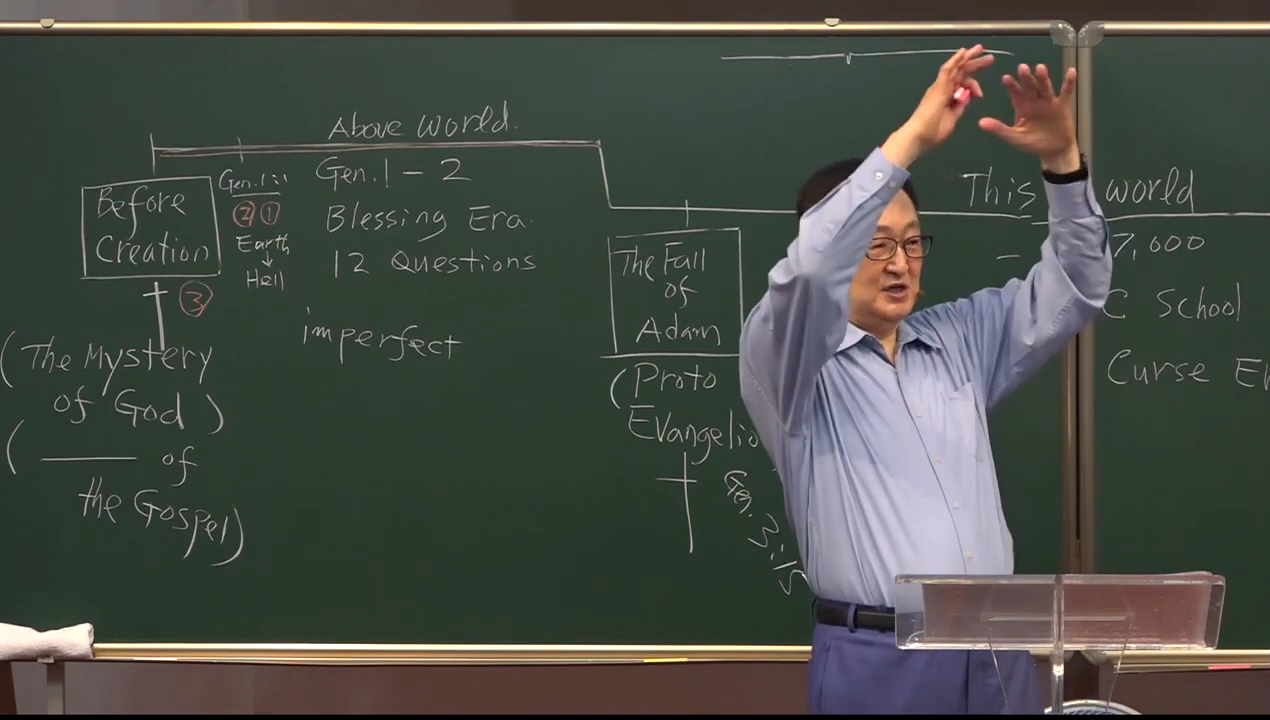 Above World.
Before
Creation
Gen. 1:1
② ①
Earth
↓
Hell
③
(The Mystery
of God)
( ______ of
the Gospel)
Gen. 1 - 2
Blessing Era.
12 Questions
imperfect
The Fall
of
Adam
(Proto
Evangelio
Gen. 3:15
This world
7,000
C School
Curse